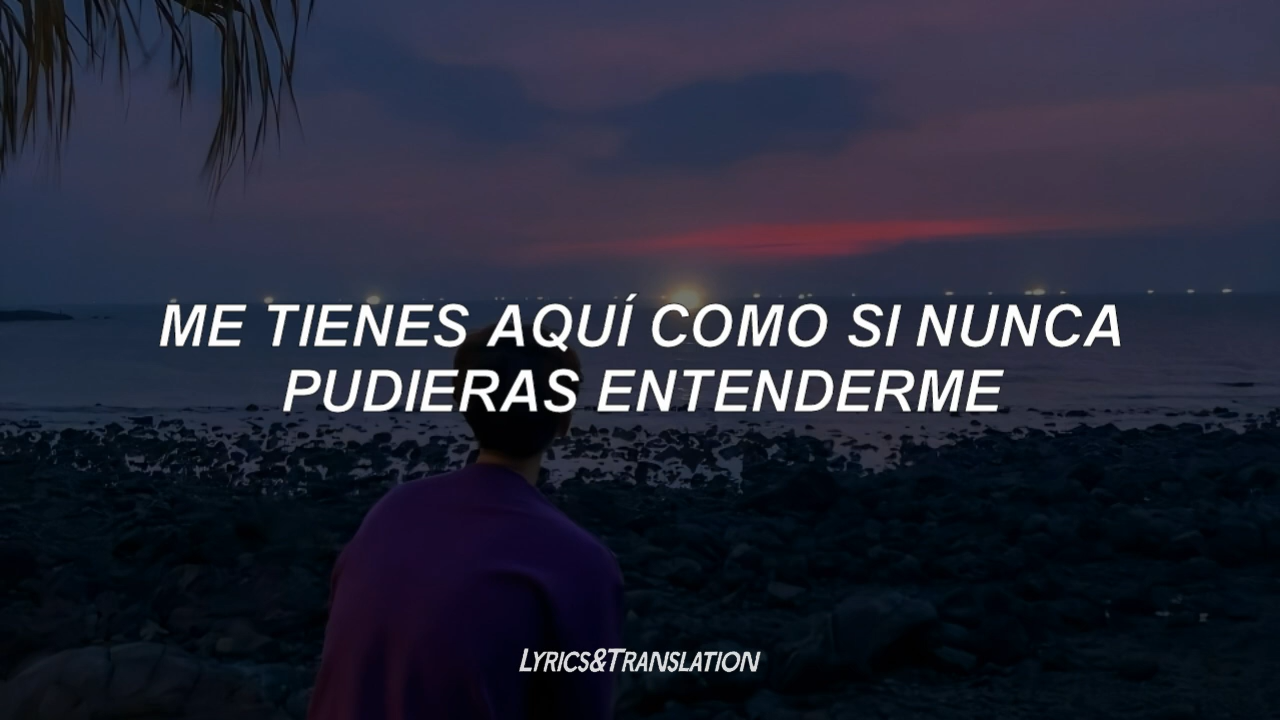 ME TIENES AQUÍ COMO SI NUNCA
PUDIERAS ENTENDERME
LYRICS&TRANSLATION